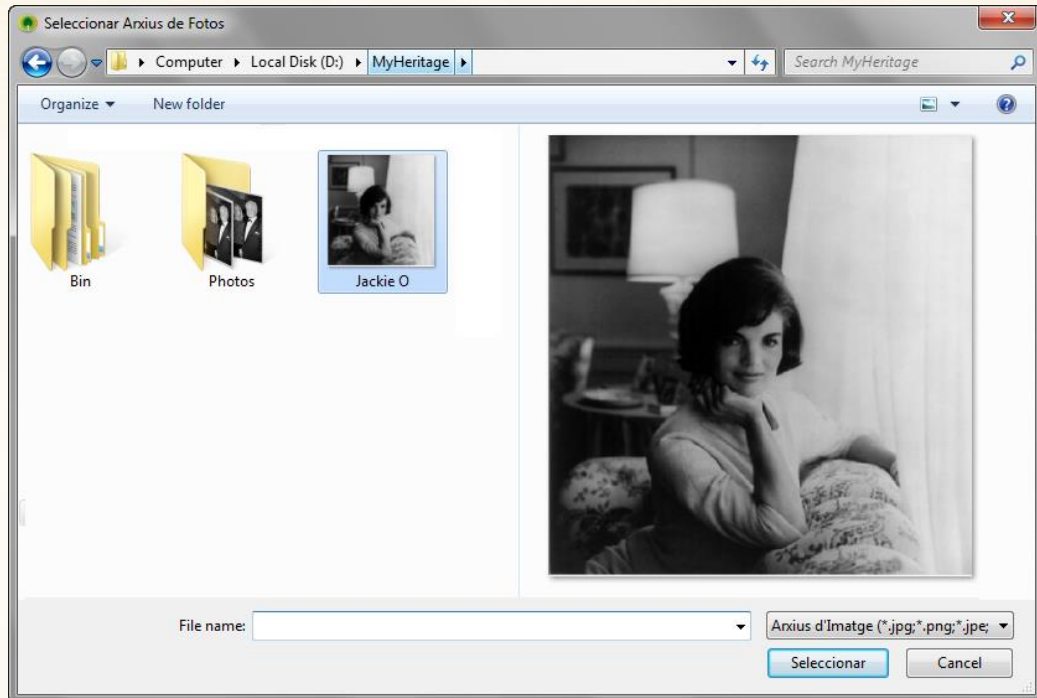 Seleccionar Arxius de Fotos
Computer Local Disk (D:) MyHeritage
Search MyHeritage
Organize New folder
Bin
Photos
Jackie O
File name:
Arxius d'Imatge (*.jpg;*.png;*.jpe;
Seleccionar Cancel